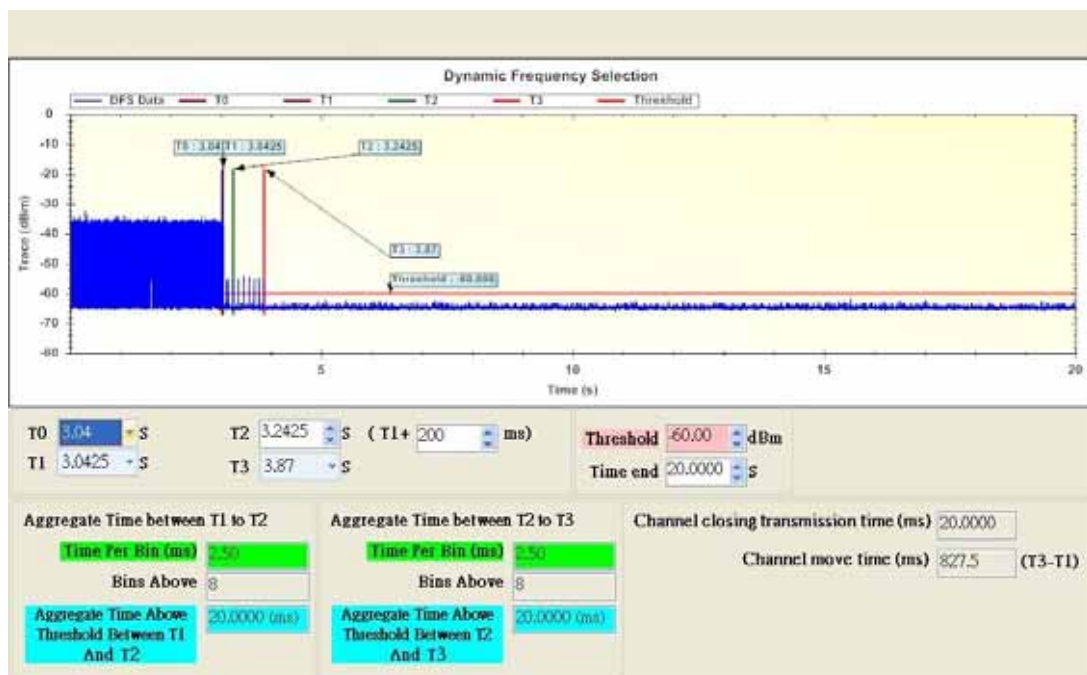 Dynamic Frequency Selection
DFS Data T0 T1 T2 T3 Threshold
0
-10
-20
-30
-40
-50
-60
-70
-80
Trace (dBm)
T0 : 3.04 T1 : 3.0425 T2 : 3.2425
T3 : 3.87
Threshold : -60.000
5 10 15 20
Time (s)
T0 3.04 S T2 3.2425 S (T1+ 200 ms) Threshold -60.00 dBm
T1 3.0425 S T3 3.87 S Time end 20.0000 S
Aggregate Time between T1 to T2
Time Per Bin (ms) 2.50
Bins Above 8
Aggregate Time Above Threshold Between T1 And T2 20.0000 (ms)
Aggregate Time between T2 to T3
Time Per Bin (ms) 2.50
Bins Above 8
Aggregate Time Above Threshold Between T2 And T3 20.0000 (ms)
Channel closing transmission time (ms) 20.0000
Channel move time (ms) 827.5 (T3-T1)